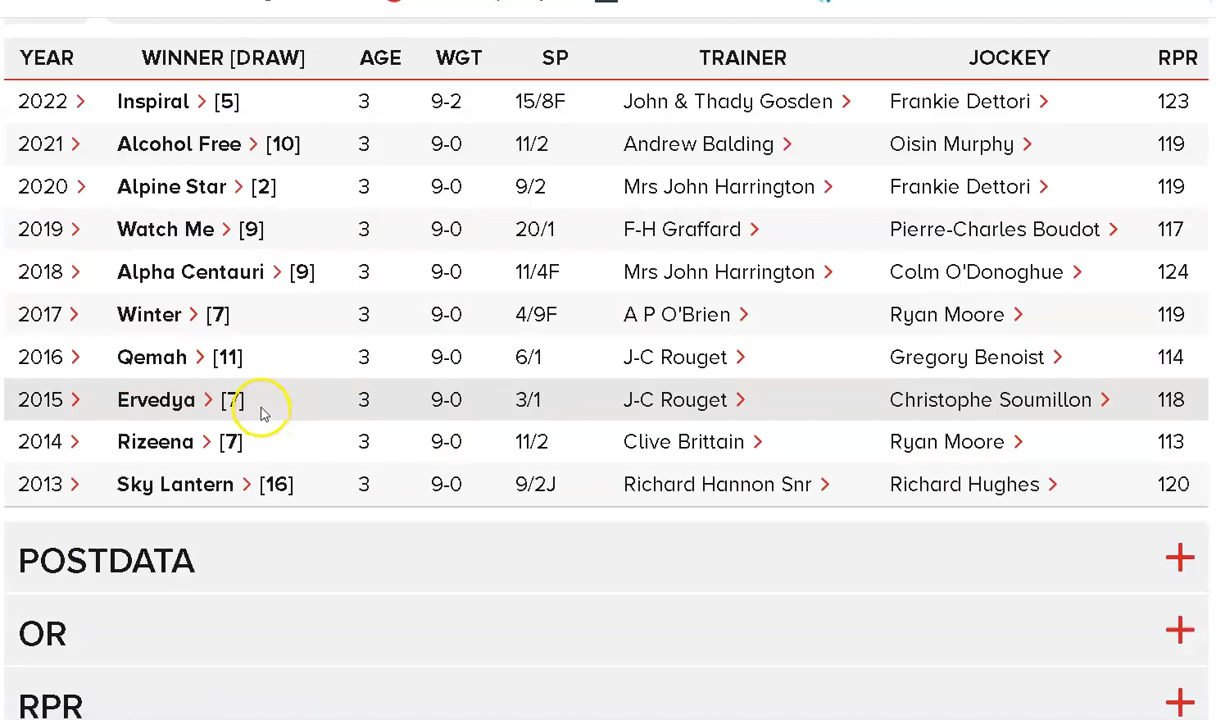 YEAR WINNER [DRAW] AGE WGT SP TRAINER JOCKEY RPR
2022 > Inspiral > [5] 3 9-2 15/8F John & Thady Gosden > Frankie Dettori > 123
2021 > Alcohol Free > [10] 3 9-0 11/2 Andrew Balding > Oisin Murphy > 119
2020 > Alpine Star > [2] 3 9-0 9/2 Mrs John Harrington > Frankie Dettori > 119
2019 > Watch Me > [9] 3 9-0 20/1 F-H Graffard > Pierre-Charles Boudot > 117
2018 > Alpha Centauri > [9] 3 9-0 11/4F Mrs John Harrington > Colm O'Donoghue > 124
2017 > Winter > [7] 3 9-0 4/9F A P O'Brien > Ryan Moore > 119
2016 > Qemah > [11] 3 9-0 6/1 J-C Rouget > Gregory Benoist > 114
2015 > Ervedya > [7] 3 9-0 3/1 J-C Rouget > Christophe Soumillon > 118
2014 > Rizeena > [7] 3 9-0 11/2 Clive Brittain > Ryan Moore > 113
2013 > Sky Lantern > [16] 3 9-0 9/2J Richard Hannon Snr > Richard Hughes > 120
POSTDATA +
OR +
RPR +